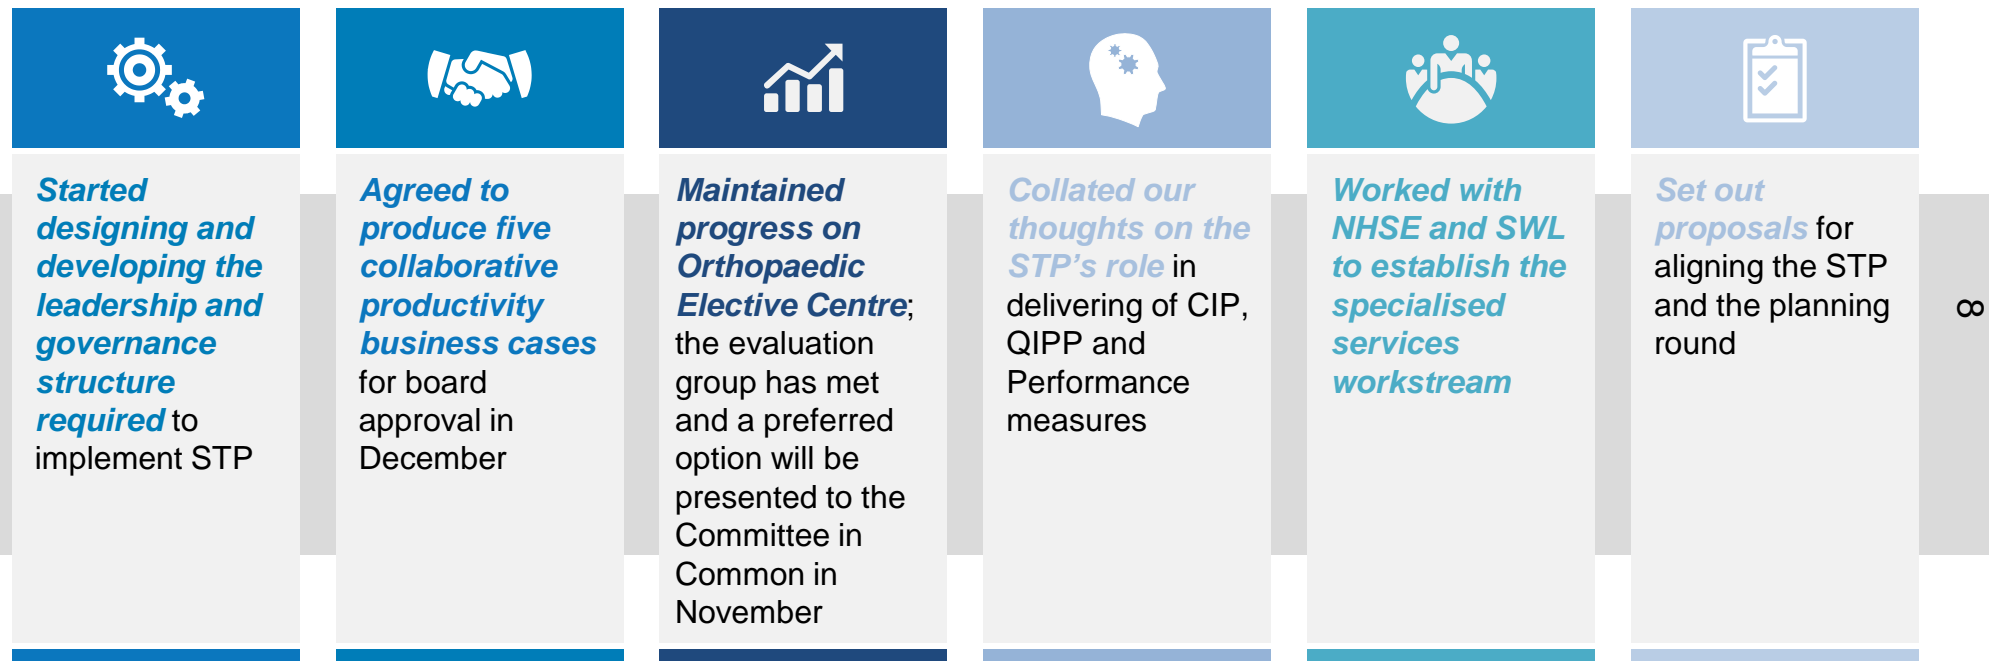 Started
designing and
developing the
leadership and
governance
structure
required to
implement STP
Agreed to
produce five
collaborative
productivity
business cases
for board
approval in
December
Maintained
progress on
Orthopaedic
Elective Centre;
the evaluation
group has met
and a preferred
option will be
presented to the
Committee in
Common in
November
Collated our
thoughts on the
STP’s role in
delivering of CIP,
QIPP and
Performance
measures
Worked with
NHSE and SWL
to establish the
specialised
services
workstream
Set out
proposals for
aligning the STP
and the planning
round
8